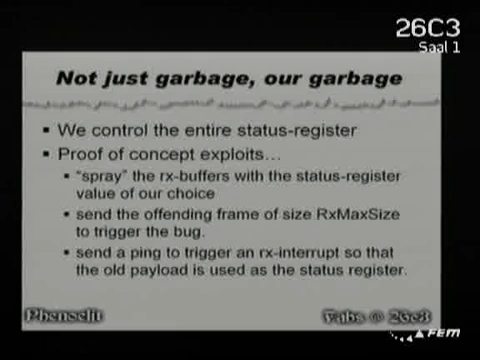 26C3
Saal 1
Not just garbage, our garbage
We control the entire status-register
Proof of concept exploits…
"spray" the rx-buffers with the status-register
value of our choice
send the offending frame of size RxMaxSize
to trigger the bug.
send a ping to trigger an rx-interrupt so that
the old payload is used as the status register.
Phenoelit
fabs @ 26c3
FEM